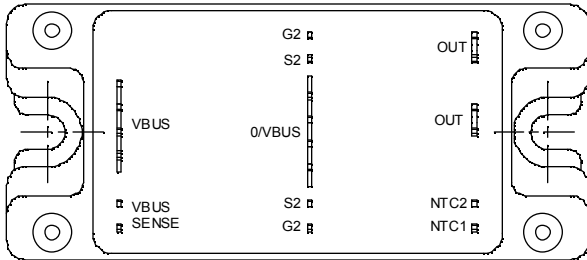 G2
OUT
S2
VBUS
0/VBUS
OUT
VBUS
SENSE
S2
G2
NTC2
NTC1